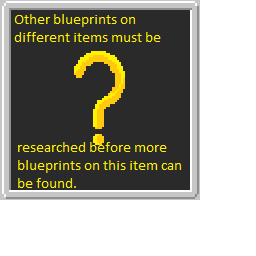 Other blueprints on
different items must be
?
researched before more
blueprints on this item can
be found.